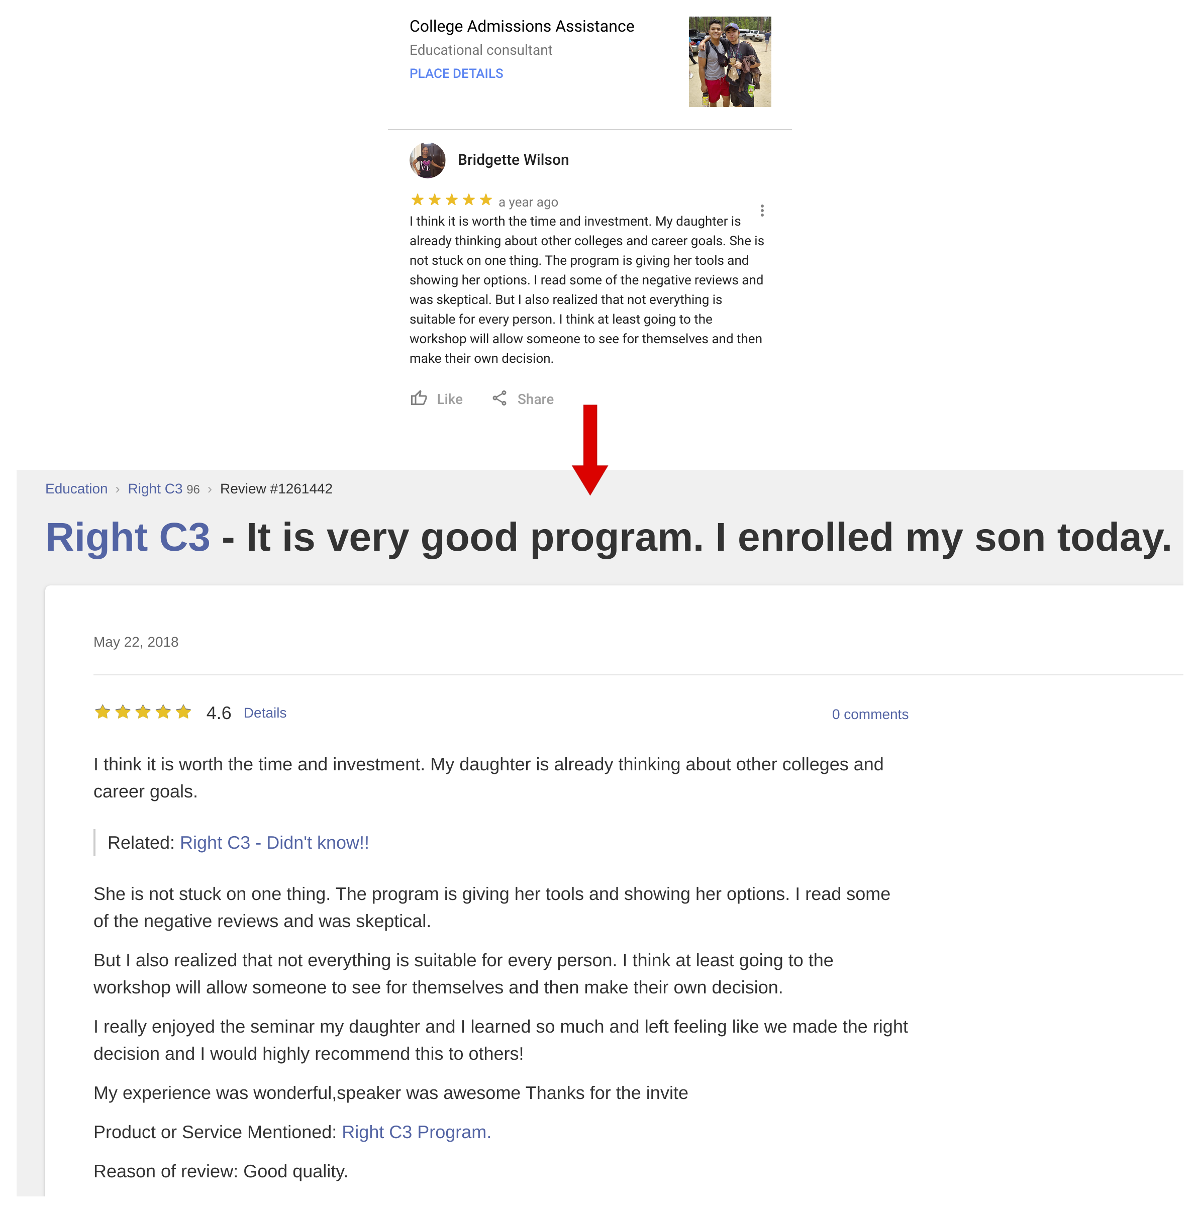 College Admissions Assistance
Educational consultant
PLACE DETAILS
Bridgette Wilson
a year ago
I think it is worth the time and investment. My daughter is
already thinking about other colleges and career goals. She is
not stuck on one thing. The program is giving her tools and
showing her options. I read some of the negative reviews and
was skeptical. But I also realized that not everything is
suitable for every person. I think at least going to the
workshop will allow someone to see for themselves and then
make their own decision.
Like Share
Education › Right C3 96 › Review #1261442
Right C3 - It is very good program. I enrolled my son today.
May 22, 2018
4.6 Details 0 comments
I think it is worth the time and investment. My daughter is already thinking about other colleges and
career goals.
Related: Right C3 - Didn't know!!
She is not stuck on one thing. The program is giving her tools and showing her options. I read some
of the negative reviews and was skeptical.
But I also realized that not everything is suitable for every person. I think at least going to the
workshop will allow someone to see for themselves and then make their own decision.
I really enjoyed the seminar my daughter and I learned so much and left feeling like we made the right
decision and I would highly recommend this to others!
My experience was wonderful,speaker was awesome Thanks for the invite
Product or Service Mentioned: Right C3 Program.
Reason of review: Good quality.